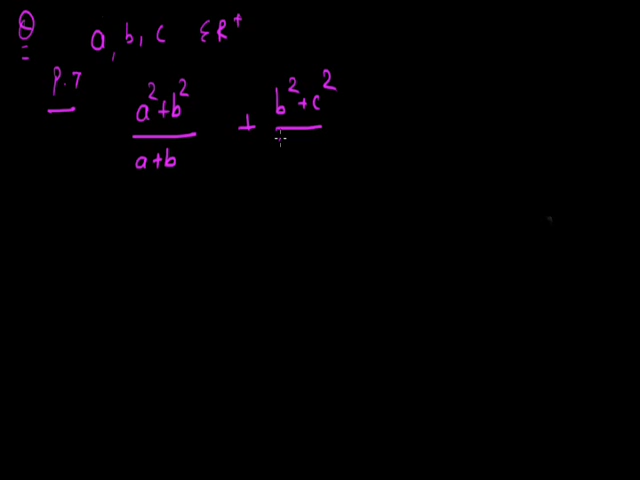 Q a, b, c ε R⁺
P.T
a²+b² / a+b + b²+c² /